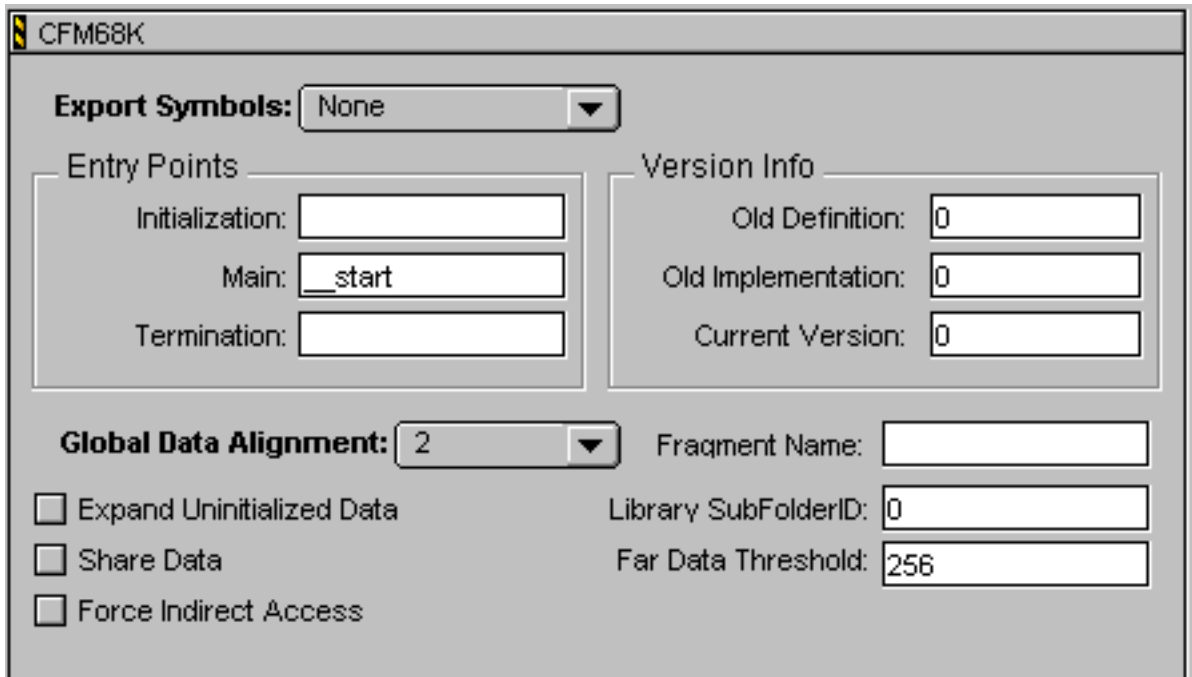 CFM68K
Export Symbols: None
Entry Points
Initialization:
Main: __start
Termination:
Version Info
Old Definition: 0
Old Implementation: 0
Current Version: 0
Global Data Alignment: 2
Fragment Name:
Expand Uninitialized Data
Library SubFolderID: 0
Share Data
Far Data Threshold: 256
Force Indirect Access